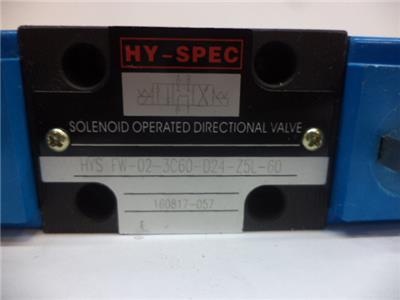 HY-SPEC
SOLENOID OPERATED DIRECTIONAL VALVE
HYS FW-02-3C60-D24-Z5L-60
160817-057